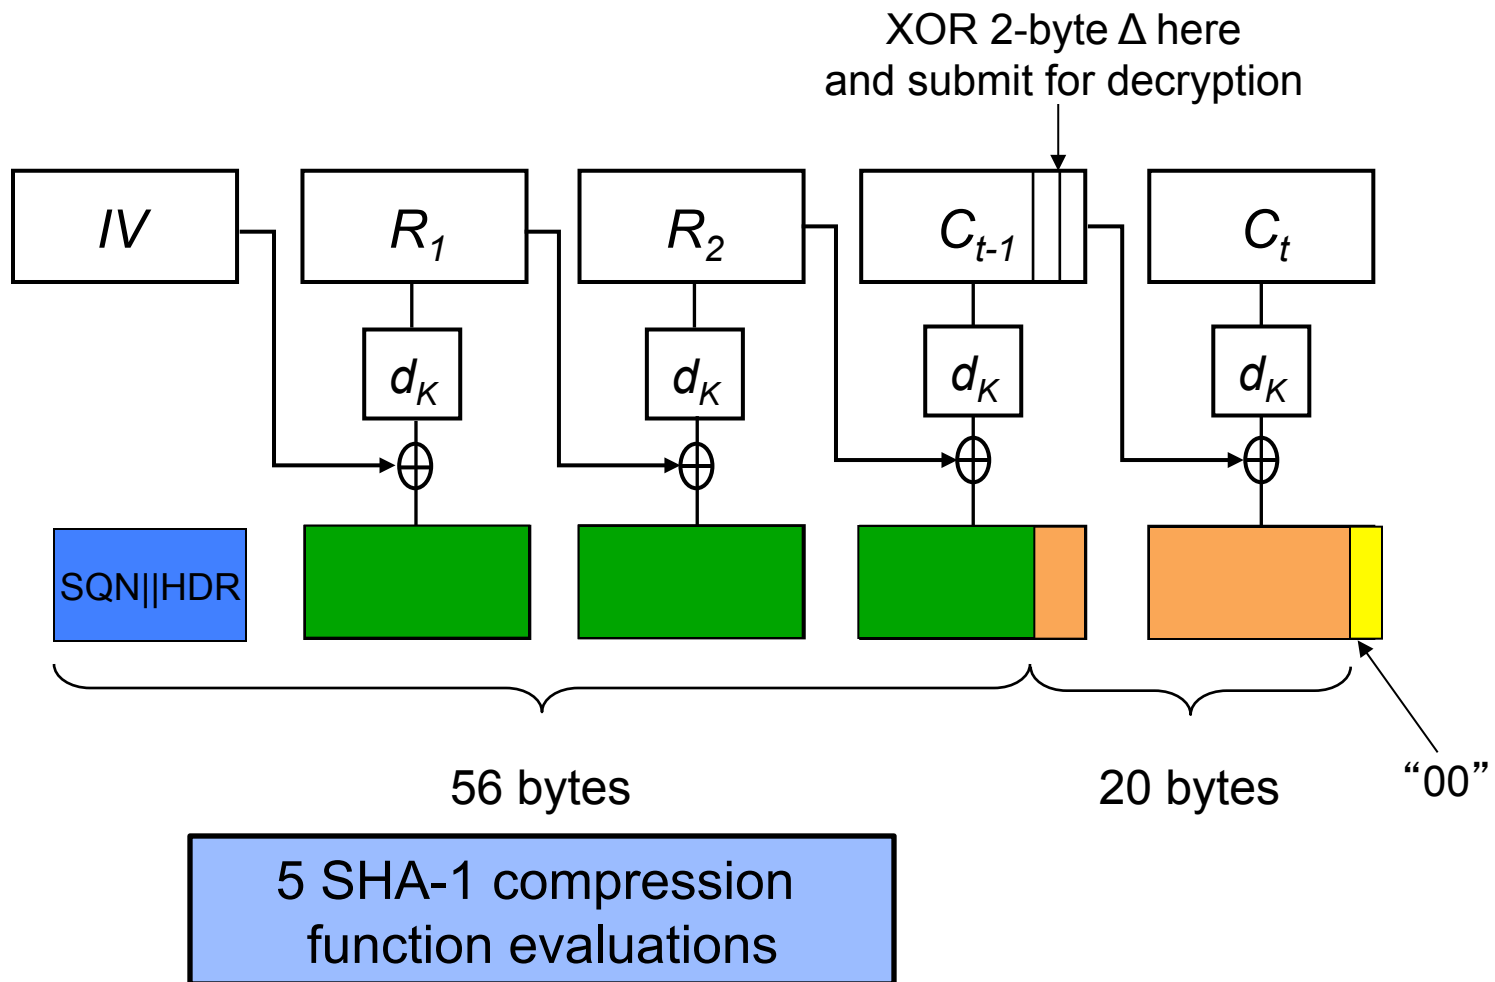 XOR 2-byte Δ here
and submit for decryption
IV
R1
R2
Ct-1
Ct
dK
dK
dK
dK
SQN||HDR
56 bytes
20 bytes
“00”
5 SHA-1 compression
function evaluations